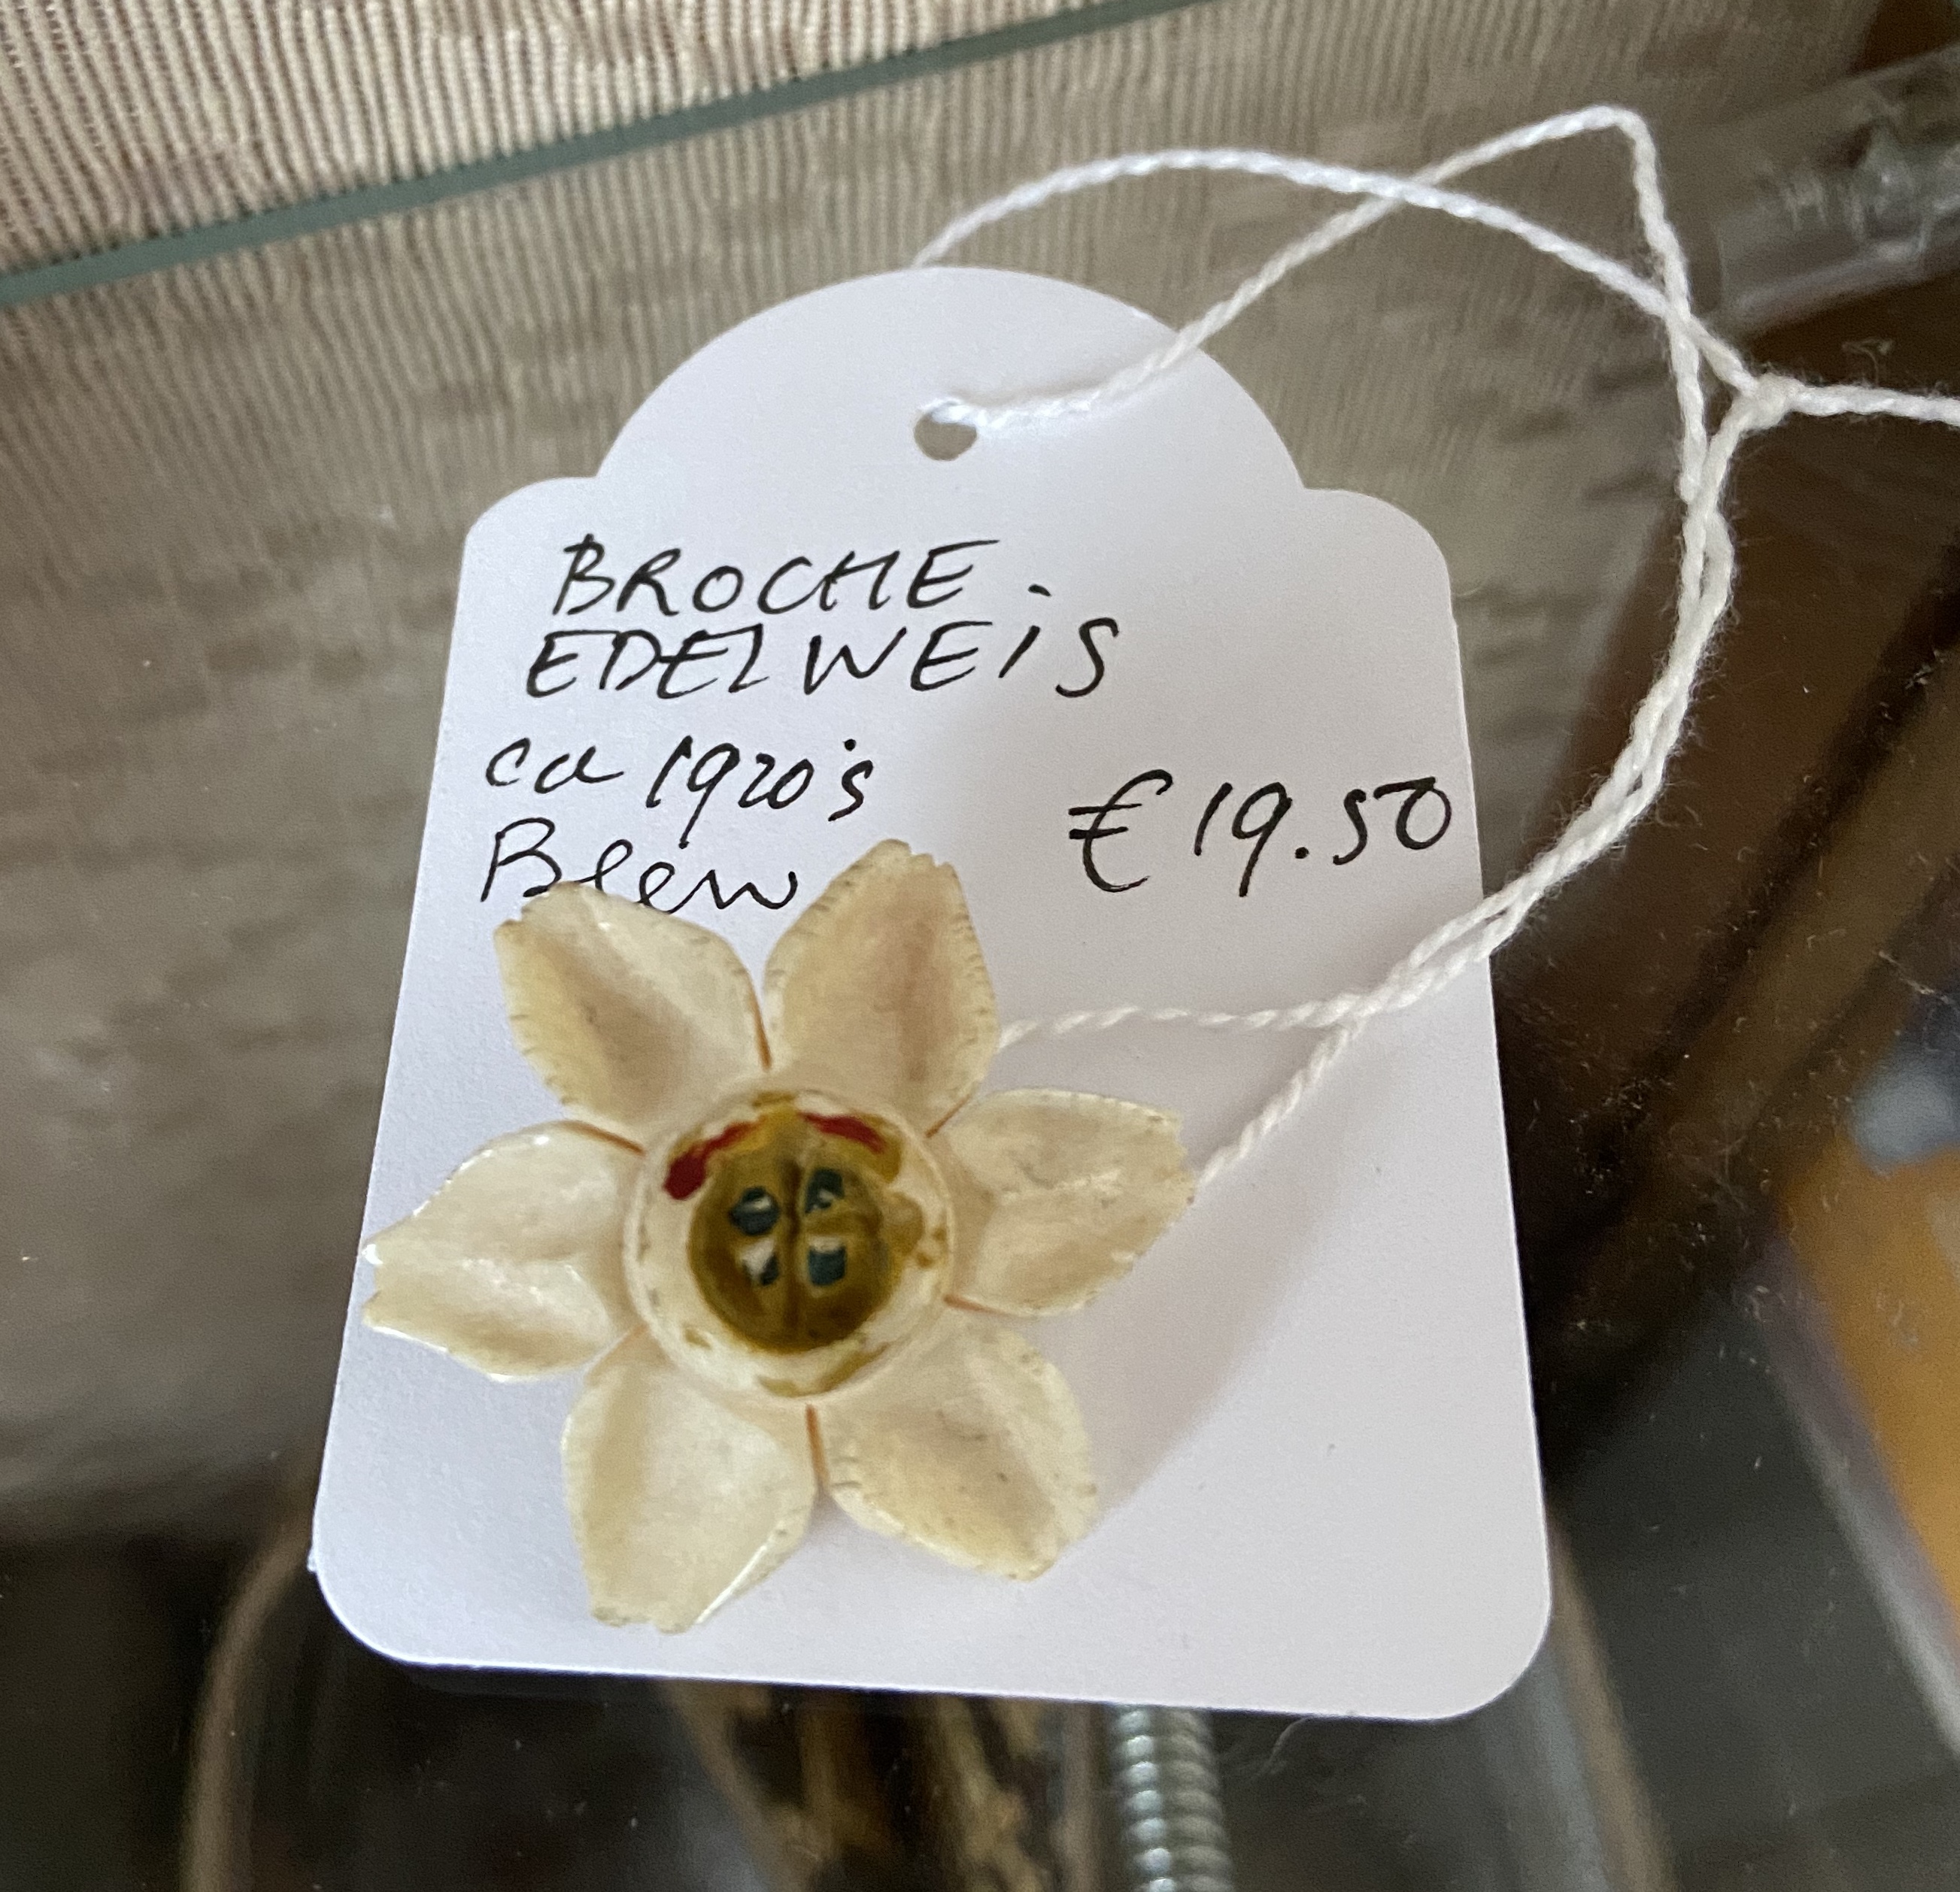 BROCHE.
EDELWEIS
ca 1920's
€19.50
Been